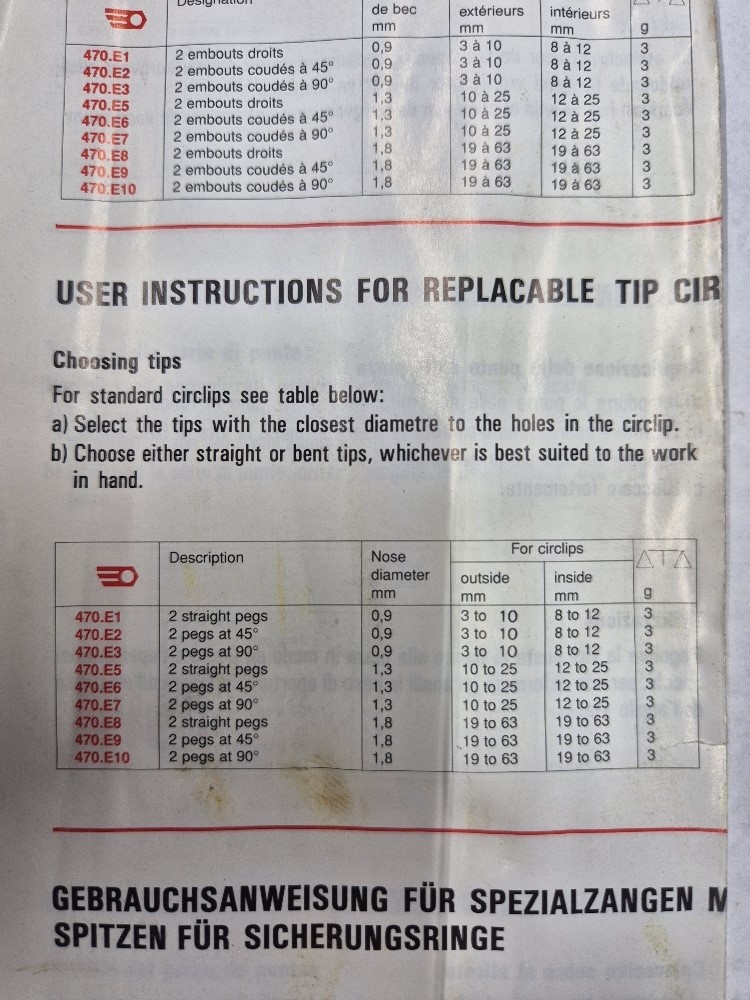 Désignation de bec extérieurs intérieurs
mm mm mm g
470.E1 2 embouts droits 0,9 3 à 10 8 à 12 3
470.E2 2 embouts coudés à 45° 0,9 3 à 10 8 à 12 3
470.E3 2 embouts coudés à 90° 0,9 3 à 10 8 à 12 3
470.E5 2 embouts droits 1,3 10 à 25 12 à 25 3
470.E6 2 embouts coudés à 45° 1,3 10 à 25 12 à 25 3
470.E7 2 embouts coudés à 90° 1,3 10 à 25 12 à 25 3
470.E8 2 embouts droits 1,8 19 à 63 19 à 63 3
470.E9 2 embouts coudés à 45° 1,8 19 à 63 19 à 63 3
470.E10 2 embouts coudés à 90° 1,8 19 à 63 19 à 63 3
USER INSTRUCTIONS FOR REPLACABLE TIP CIR
Choosing tips
For standard circlips see table below:
a) Select the tips with the closest diametre to the holes in the circlip.
b) Choose either straight or bent tips, whichever is best suited to the work
in hand.
Description Nose For circlips
diameter outside inside
mm mm mm g
470.E1 2 straight pegs 0,9 3 to 10 8 to 12 3
470.E2 2 pegs at 45° 0,9 3 to 10 8 to 12 3
470.E3 2 pegs at 90° 0,9 3 to 10 8 to 12 3
470.E5 2 straight pegs 1,3 10 to 25 12 to 25 3
470.E6 2 pegs at 45° 1,3 10 to 25 12 to 25 3
470.E7 2 pegs at 90° 1,3 10 to 25 12 to 25 3
470.E8 2 straight pegs 1,8 19 to 63 19 to 63 3
470.E9 2 pegs at 45° 1,8 19 to 63 19 to 63 3
470.E10 2 pegs at 90° 1,8 19 to 63 19 to 63 3
GEBRAUCHSANWEISUNG FÜR SPEZIALZANGEN M
SPITZEN FÜR SICHERUNGSRINGE